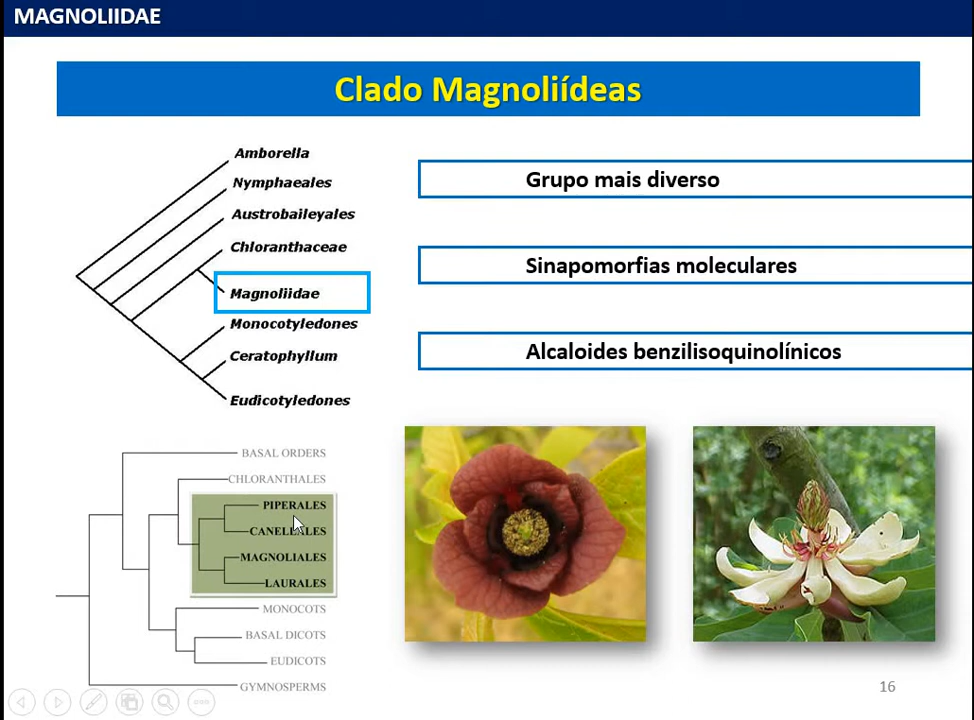 MAGNOLIIDAE
Clado Magnoliídeas
Amborella
Nymphaeales
Austrobaileyales
Chloranthaceae
Magnoliidae
Monocotyledones
Ceratophyllum
Eudicotyledones
Grupo mais diverso
Sinapomorfias moleculares
Alcaloides benzilisoquinolínicos
BASAL ORDERS
CHLORANTHALES
PIPERALES
CANELLALES
MAGNOLIALES
LAURALES
MONOCOTS
BASAL DICOTS
EUDICOTS
GYMNOSPERMS
16